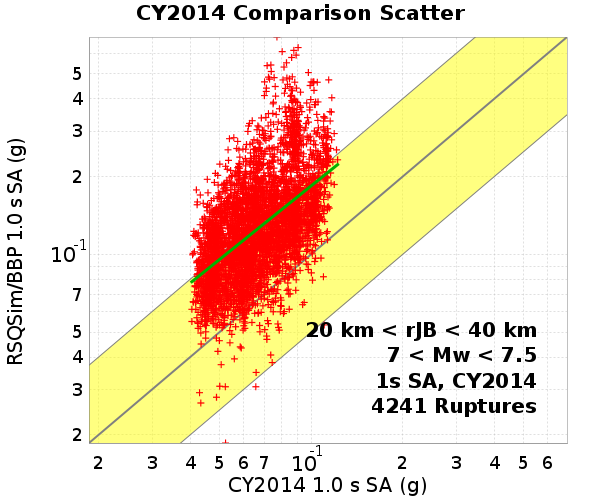 CY2014 Comparison Scatter
RSQSim/BBP 1.0 s SA (g)
5
4
3
2
10-1
7
5
4
3
2
20 km < rJB < 40 km
7 < Mw < 7.5
1s SA, CY2014
4241 Ruptures
2 3 4 5 6 7 10-1 2 3 4 5 6
CY2014 1.0 s SA (g)